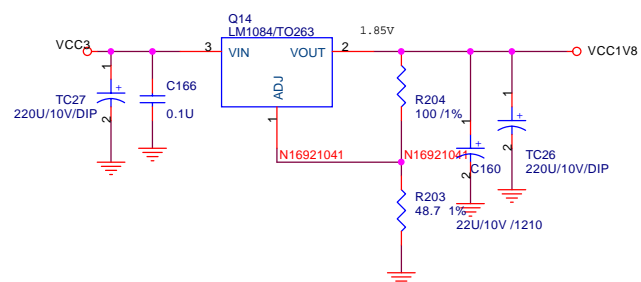 Q14
LM1084/TO263
1.85V
VCC3
3
VIN
VOUT
2
VCC1V8
ADJ
1
1
2
TC27
220U/10V/DIP
C166
0.1U
R204
100 /1%
N16921041
N16921041
1
2
C160
22U/10V /1210
1
2
TC26
220U/10V/DIP
R203
48.7 1%